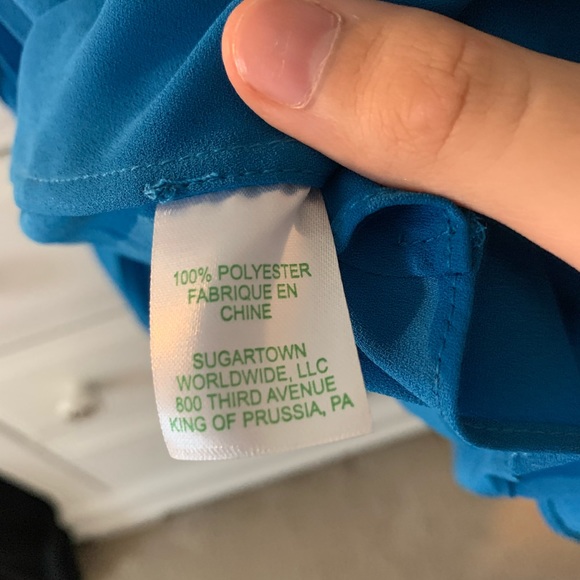 100% POLYESTER
FABRIQUE EN
CHINE
SUGARTOWN
WORLDWIDE, LLC
800 THIRD AVENUE
KING OF PRUSSIA, PA